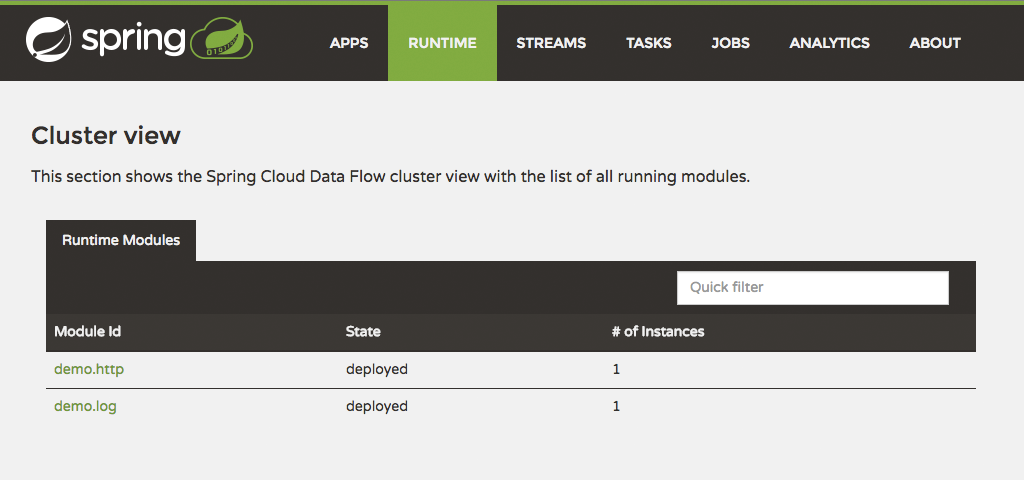 spring
APPS RUNTIME STREAMS TASKS JOBS ANALYTICS ABOUT
Cluster view
This section shows the Spring Cloud Data Flow cluster view with the list of all running modules.
Runtime Modules
Quick filter
Module Id State # of Instances
demo.http deployed 1
demo.log deployed 1